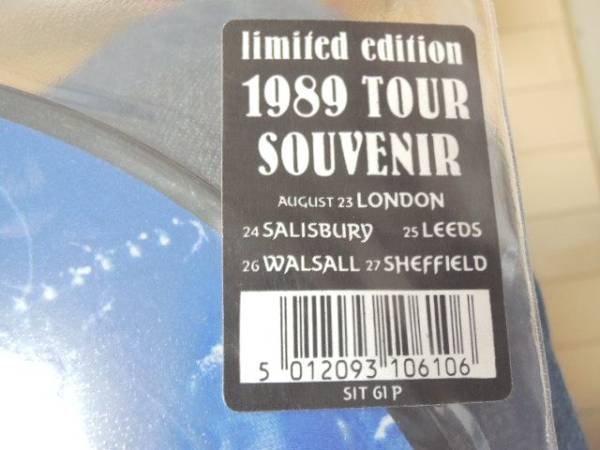 limited edition
1989 TOUR
SOUVENIR
AUGUST 23 LONDON
24 SALISBURY 25 LEEDS
26 WALSALL 27 SHEFFIELD
5 012093 106106
SIT 61 P